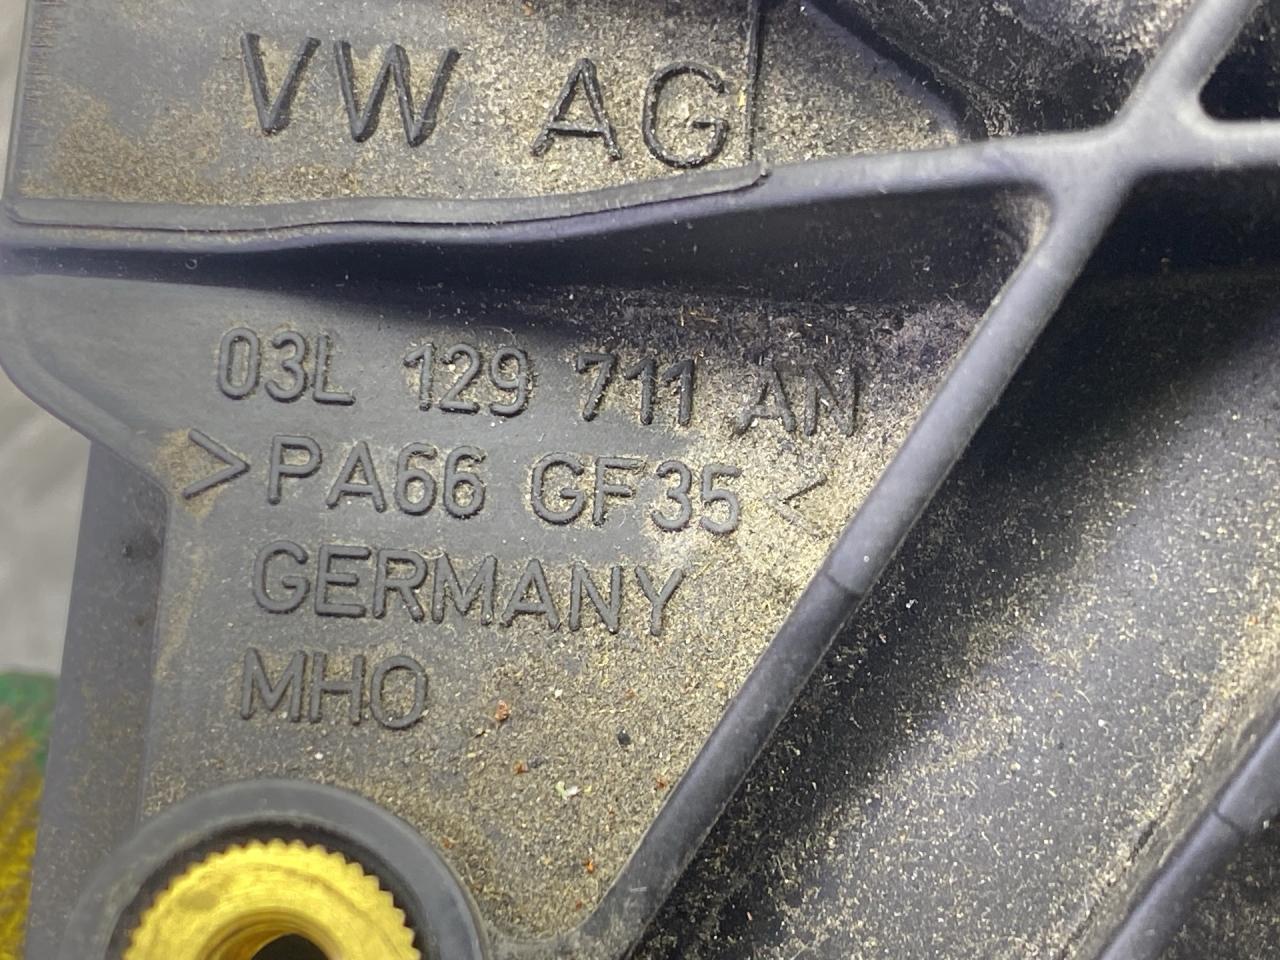 VW AG
03L 129 711 AN
>PA66 GF35<
GERMANY
MHO